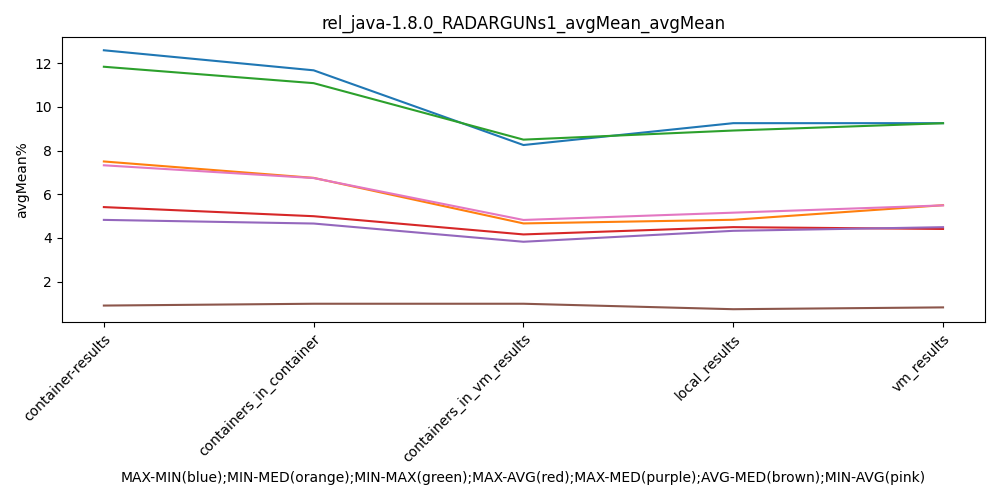 rel_java-1.8.0_RADARGUNs1_avgMean_avgMean
avgMean%
12
10
8
6
4
2
container-results
containers_in_container
containers_in_vm_results
local_results
vm_results
MAX-MIN(blue);MIN-MED(orange);MIN-MAX(green);MAX-AVG(red);MAX-MED(purple);AVG-MED(brown);MIN-AVG(pink)